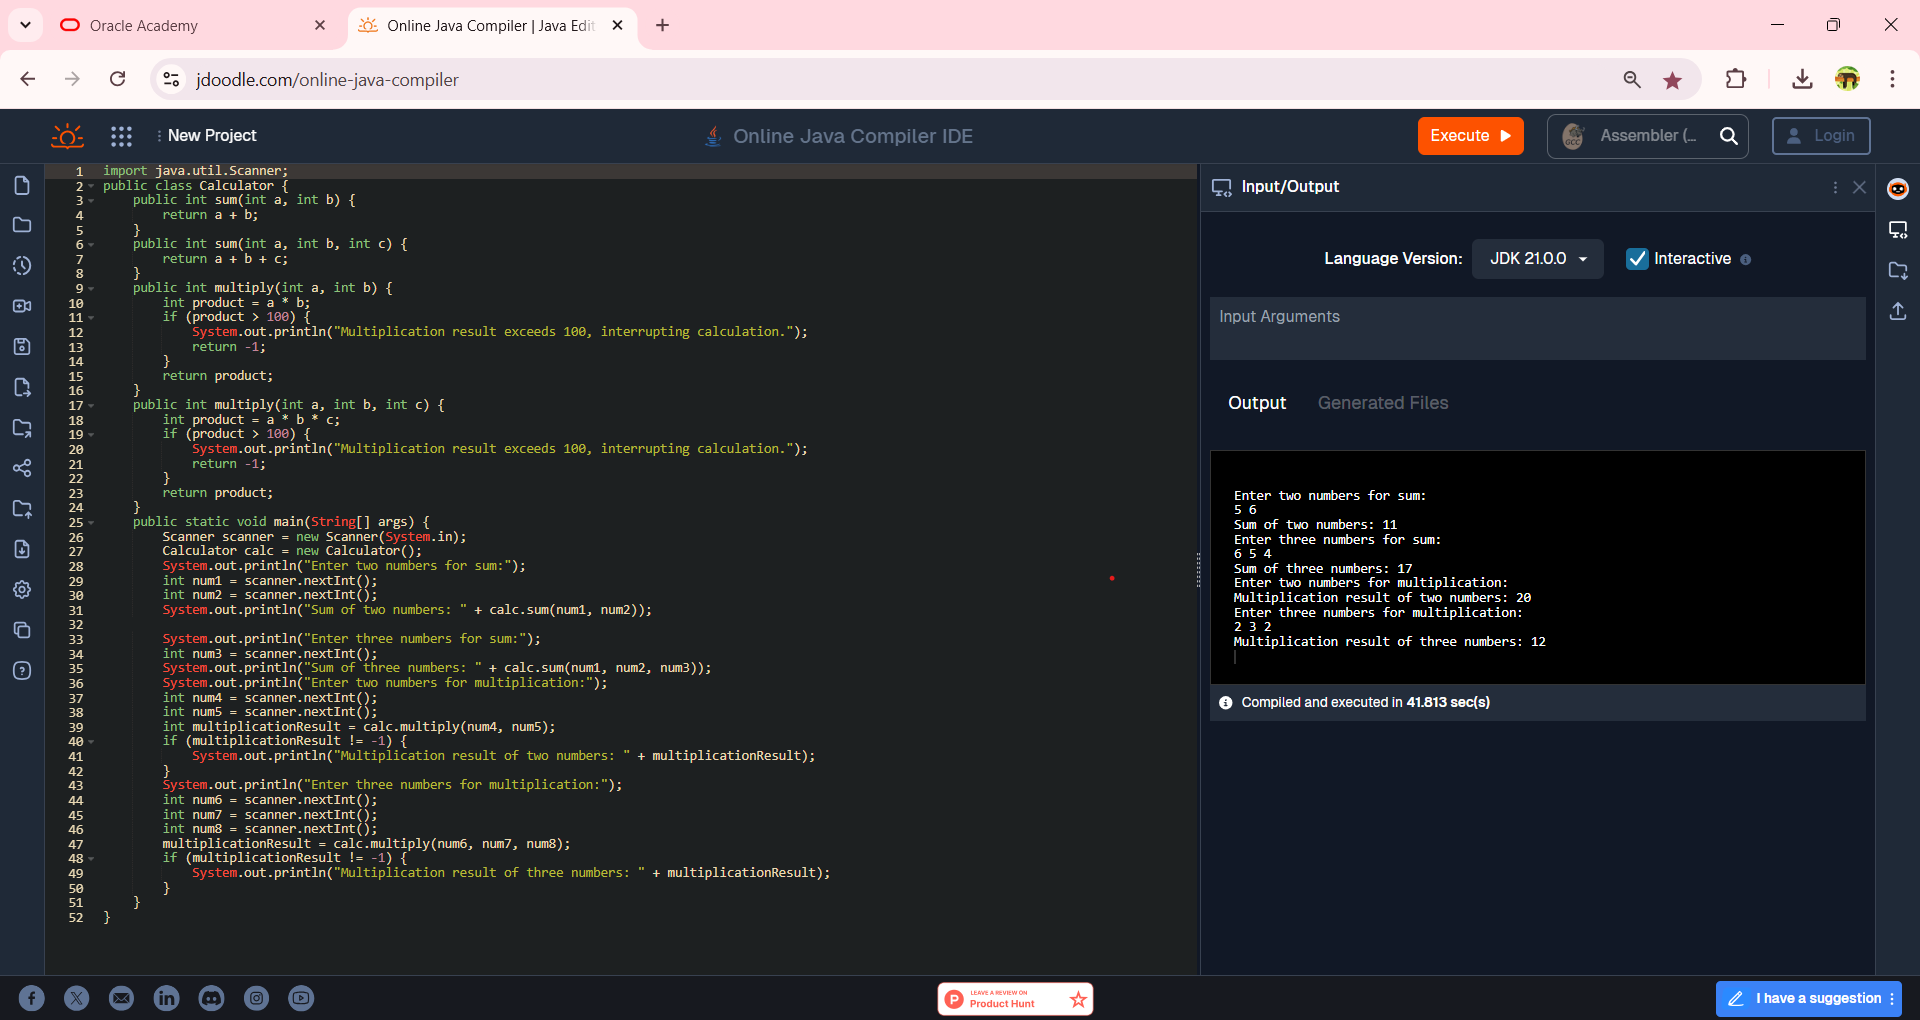 Oracle Academy
Online Java Compiler | Java Edit
jdoodle.com/online-java-compiler
New Project
Online Java Compiler IDE
Execute
Assembler (...
Login
1 import java.util.Scanner;
2 public class Calculator {
3 public int sum(int a, int b) {
4 return a + b;
5 }
6 public int sum(int a, int b, int c) {
7 return a + b + c;
8 }
9 public int multiply(int a, int b) {
10 int product = a * b;
11 if (product > 100) {
12 System.out.println("Multiplication result exceeds 100, interrupting calculation.");
13 return -1;
14 }
15 return product;
16 }
17 public int multiply(int a, int b, int c) {
18 int product = a * b * c;
19 if (product > 100) {
20 System.out.println("Multiplication result exceeds 100, interrupting calculation.");
21 return -1;
22 }
23 return product;
24 }
25 public static void main(String[] args) {
26 Scanner scanner = new Scanner(System.in);
27 Calculator calc = new Calculator();
28 System.out.println("Enter two numbers for sum:");
29 int num1 = scanner.nextInt();
30 int num2 = scanner.nextInt();
31 System.out.println("Sum of two numbers: " + calc.sum(num1, num2));
32
33 System.out.println("Enter three numbers for sum:");
34 int num3 = scanner.nextInt();
35 System.out.println("Sum of three numbers: " + calc.sum(num1, num2, num3));
36 System.out.println("Enter two numbers for multiplication:");
37 int num4 = scanner.nextInt();
38 int num5 = scanner.nextInt();
39 int multiplicationResult = calc.multiply(num4, num5);
40 if (multiplicationResult != -1) {
41 System.out.println("Multiplication result of two numbers: " + multiplicationResult);
42 }
43 System.out.println("Enter three numbers for multiplication:");
44 int num6 = scanner.nextInt();
45 int num7 = scanner.nextInt();
46 int num8 = scanner.nextInt();
47 multiplicationResult = calc.multiply(num6, num7, num8);
48 if (multiplicationResult != -1) {
49 System.out.println("Multiplication result of three numbers: " + multiplicationResult);
50 }
51 }
52 }
Input/Output
Language Version: JDK 21.0.0 Interactive
Input Arguments
Output Generated Files
Enter two numbers for sum:
5 6
Sum of two numbers: 11
Enter three numbers for sum:
6 5 4
Sum of three numbers: 17
Enter two numbers for multiplication:
Multiplication result of two numbers: 20
Enter three numbers for multiplication:
2 3 2
Multiplication result of three numbers: 12
Compiled and executed in 41.813 sec(s)
LEAVE A REVIEW ON
Product Hunt
I have a suggestion